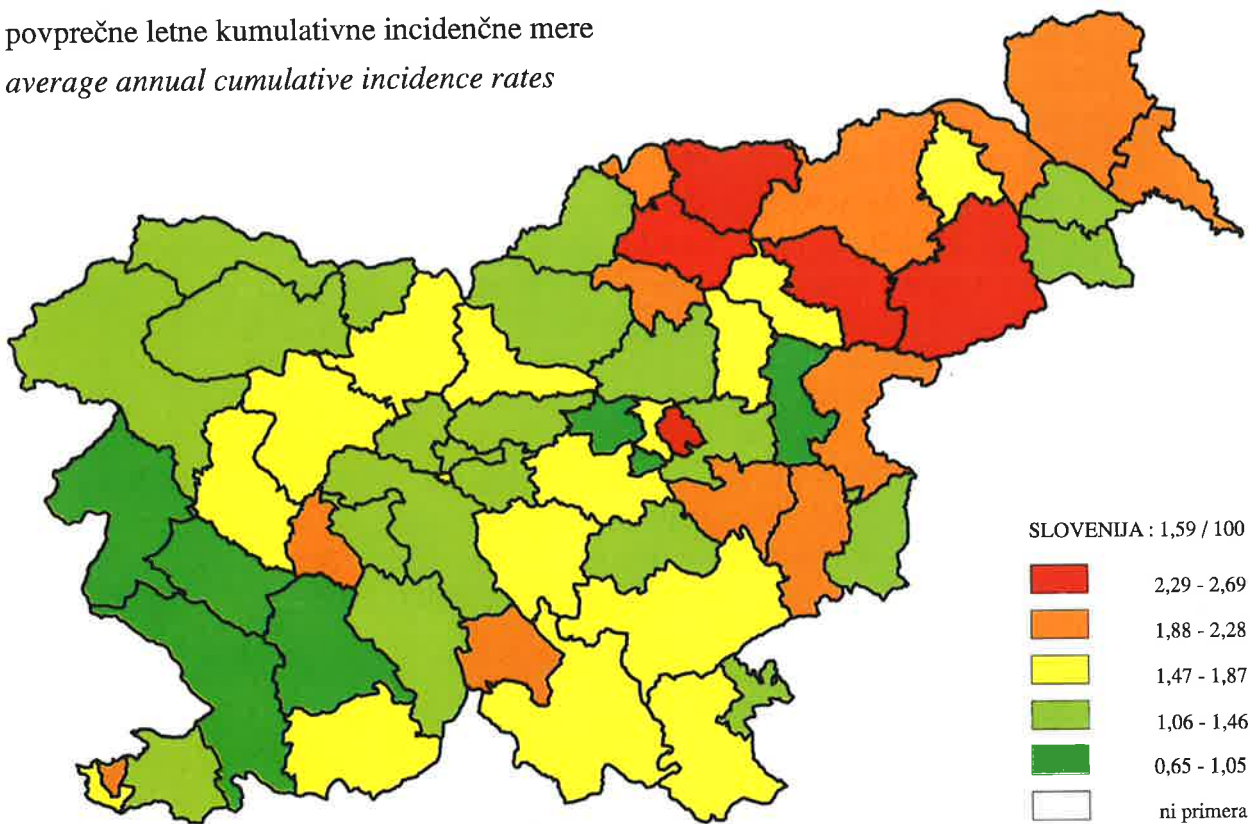 povprečne letne kumulativne incidenčne mere
average annual cumulative incidence rates
SLOVENIJA : 1,59 / 100
2,29 - 2,69
1,88 - 2,28
1,47 - 1,87
1,06 - 1,46
0,65 - 1,05
ni primera